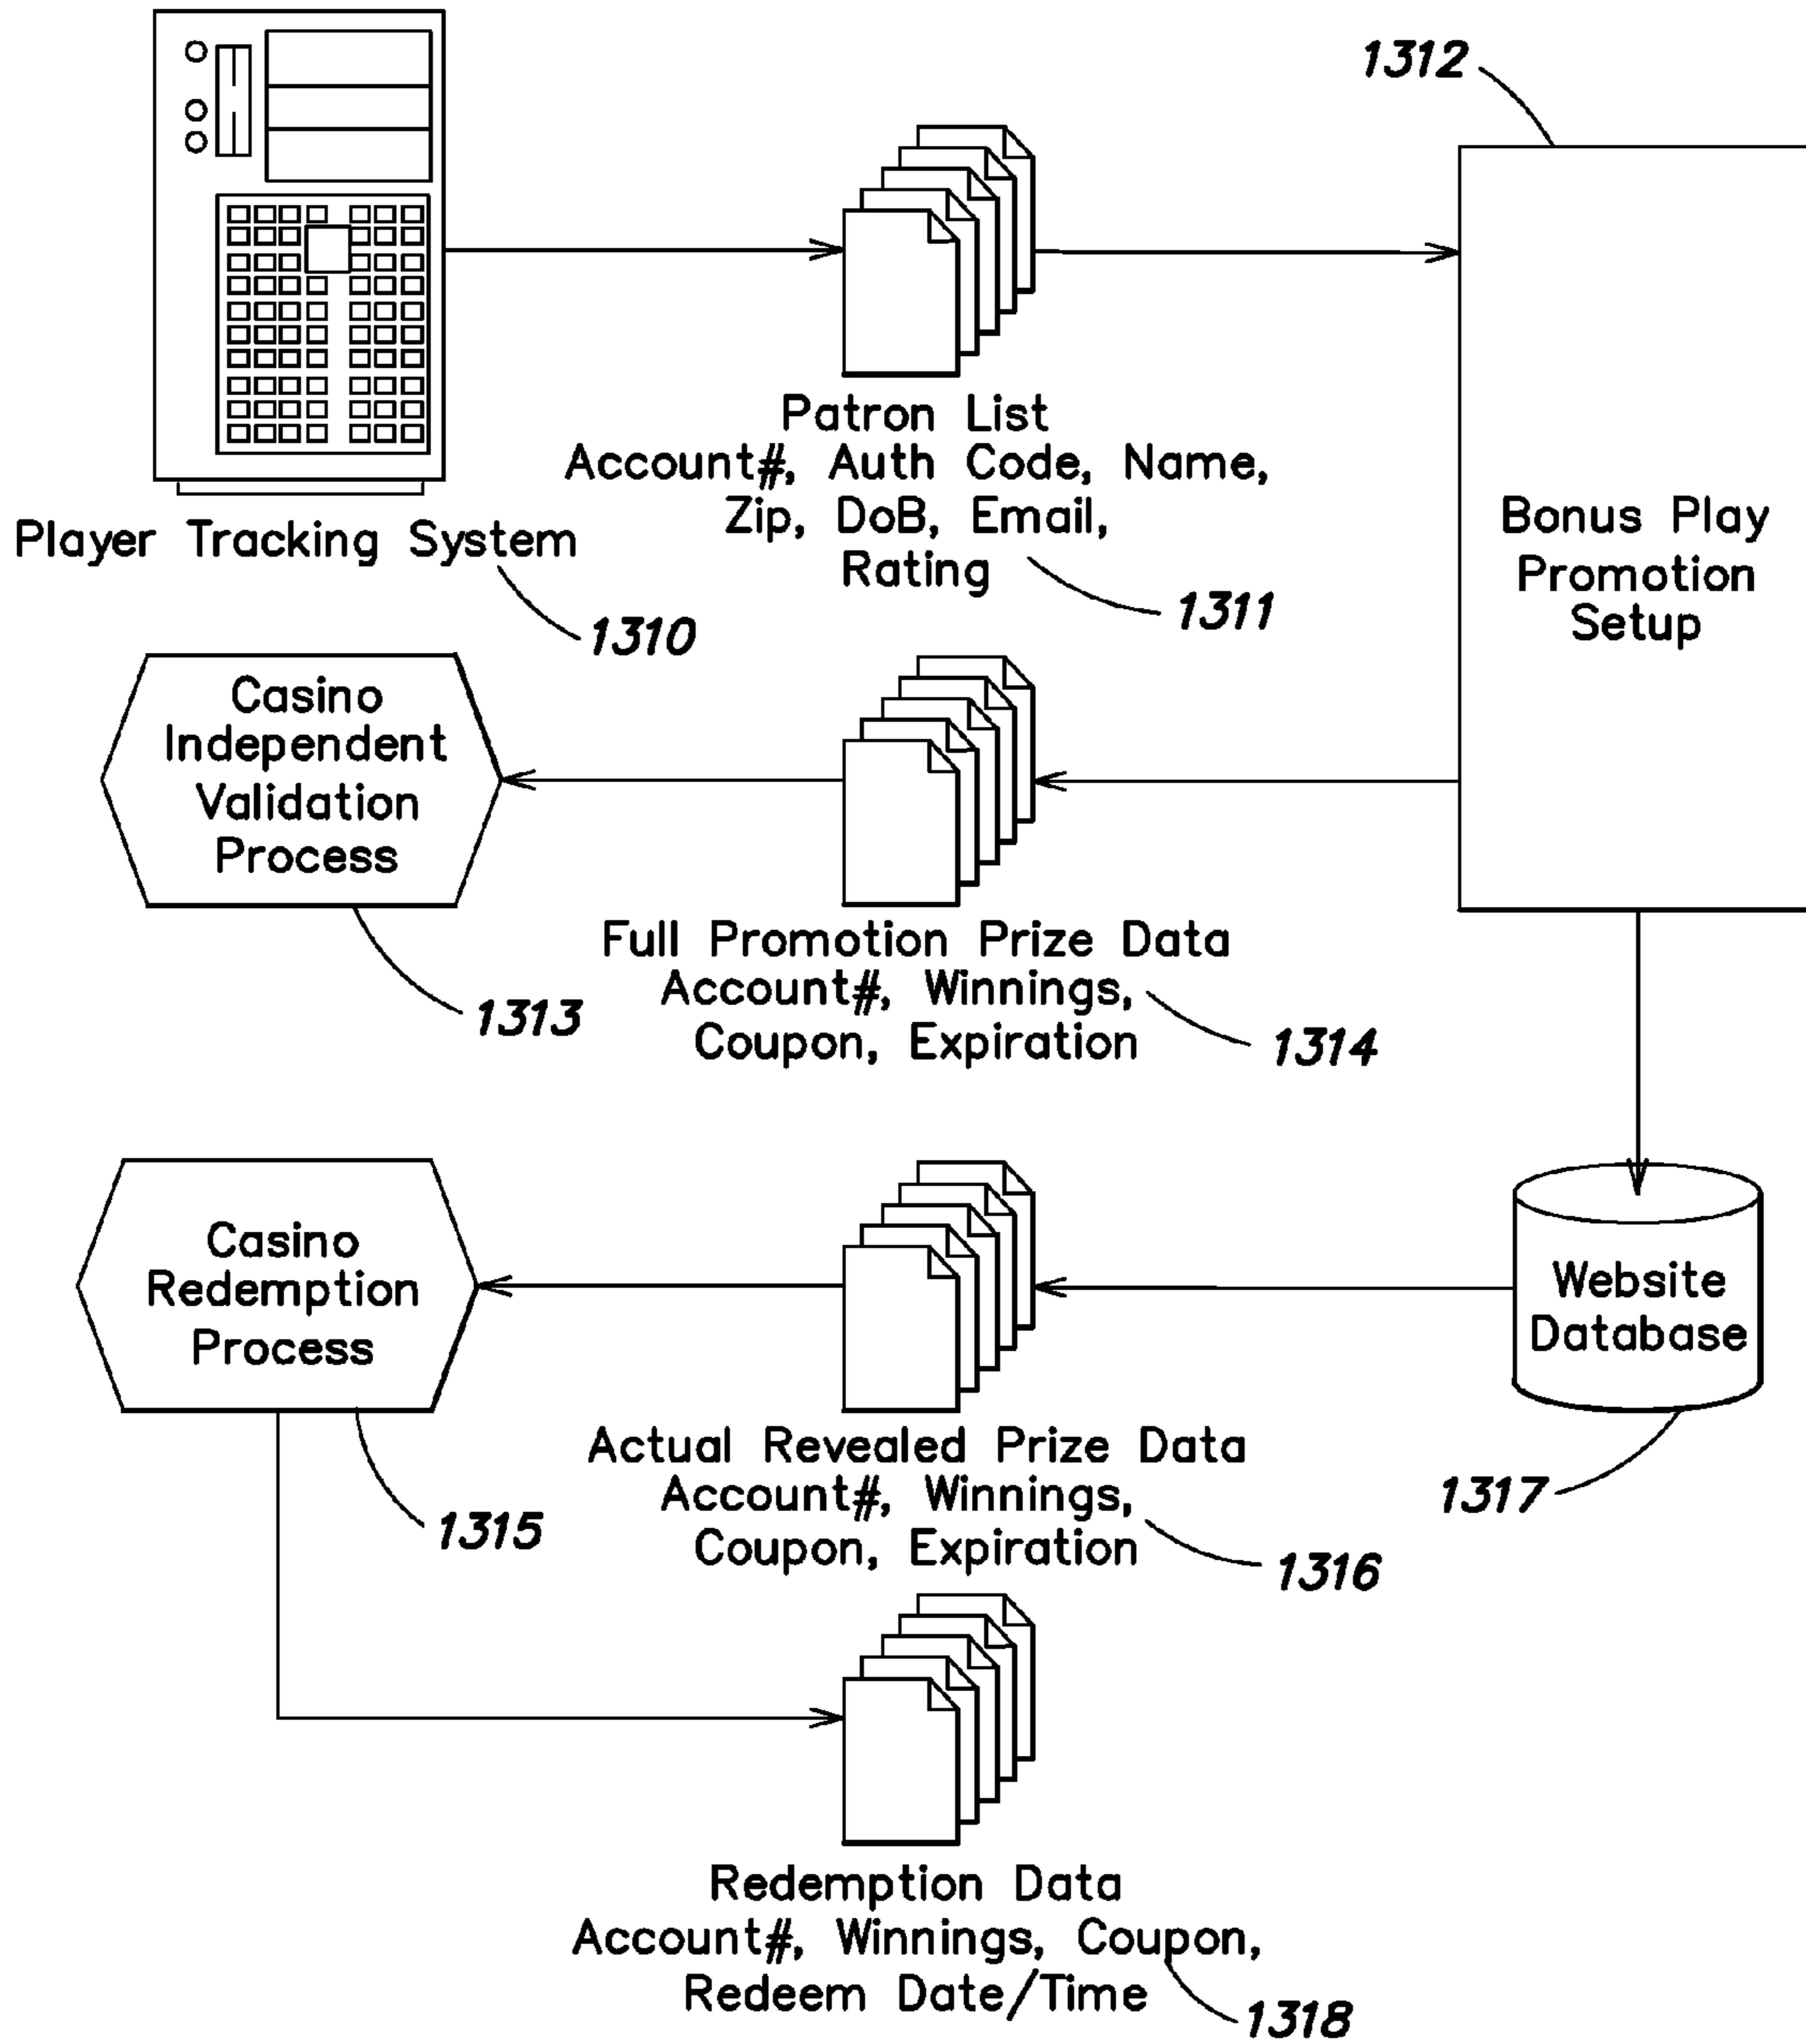 1312
Patron List
Account#, Auth Code, Name,
Zip, DoB, Email,
Rating
1311
Player Tracking System
1310
Bonus Play
Promotion
Setup
Casino
Independent
Validation
Process
1313
Full Promotion Prize Data
Account#, Winnings,
Coupon, Expiration
1314
Casino
Redemption
Process
1315
Actual Revealed Prize Data
Account#, Winnings,
Coupon, Expiration
1316
Website
Database
1317
Redemption Data
Account#, Winnings, Coupon,
Redeem Date/Time
1318